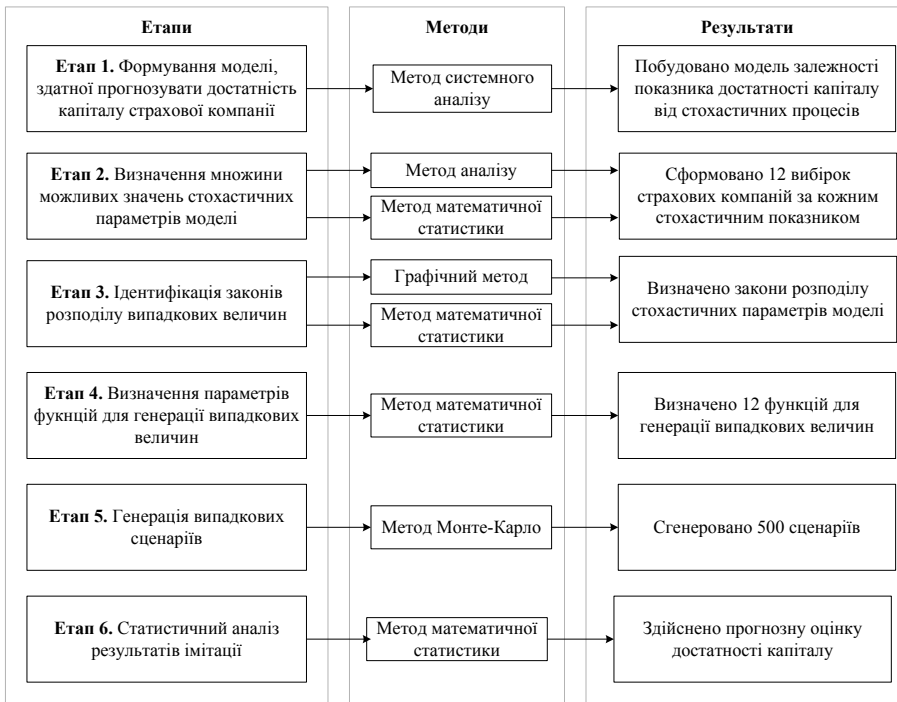 Етапи
Методи
Результати
Етап 1. Формування моделі,
здатної прогнозувати достатність
капіталу страхової компанії
Метод системного
аналізу
Побудовано модель залежності
показника достатності капіталу
від стохастичних процесів
Етап 2. Визначення множини
можливих значень стохастичних
параметрів моделі
Метод аналізу
Метод математичної
статистики
Сформовано 12 вибірок
страхових компаній за кожним
стохастичним показником
Етап 3. Ідентифікація законів
розподілу випадкових величин
Графічний метод
Метод математичної
статистики
Визначено закони розподілу
стохастичних параметрів моделі
Етап 4. Визначення параметрів
фукнцій для генерації випадкових
величин
Метод математичної
статистики
Визначено 12 функцій для
генерації випадкових величин
Етап 5. Генерація випадкових
сценаріїв
Метод Монте-Карло
Сгенеровано 500 сценаріїв
Етап 6. Статистичний аналіз
результатів імітації
Метод математичної
статистики
Здійснено прогнозну оцінку
достатності капіталу